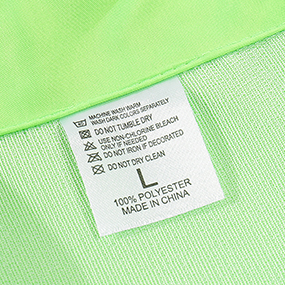 MACHINE WASH WARM
WASH DARK COLORS SEPARATELY
DO NOT TUMBLE DRY
USE NON-CHLORINE BLEACH
ONLY IF NEEDED
DO NOT IRON IF DECORATED
DO NOT DRY CLEAN
L
100% POLYESTER
MADE IN CHINA